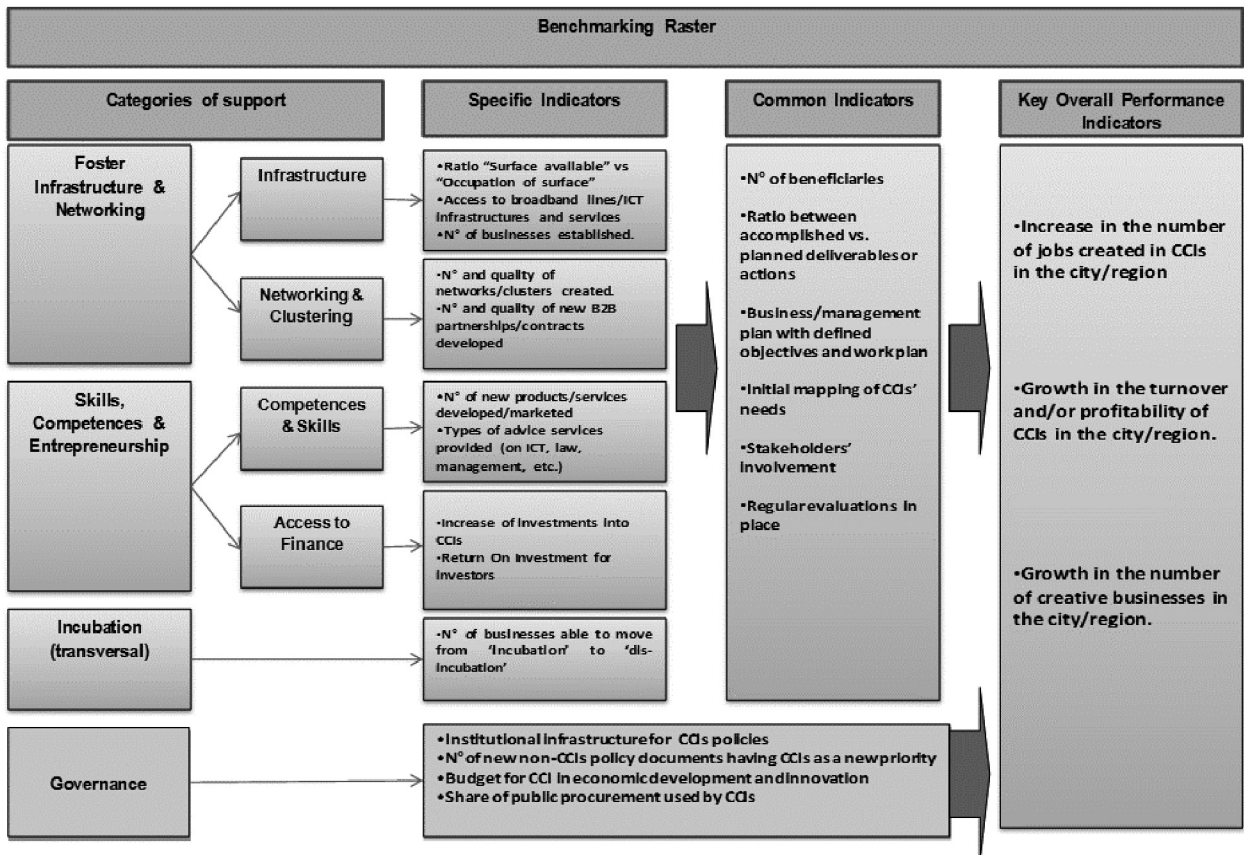 Benchmarking Raster
Categories of support
Specific Indicators
Common Indicators
Key Overall Performance
Indicators
Foster
Infrastructure &
Networking
Infrastructure
•Ratio "Surface available" vs
"Occupation of surface"
•Access to broadband lines/ICT
infrastructures and services
•N° of businesses established.
Networking &
Clustering
•N° and quality of
networks/clusters created.
•N° and quality of new B2B
partnerships/contracts
developed
Skills,
Competences &
Entrepreneurship
Competences
& Skills
•N° of new products/services
developed/marketed
•Types of advice services
provided (on ICT, law,
management, etc.)
Access to
Finance
•Increase of investments into
CCIs
•Return On Investment for
investors
Incubation
(transversal)
•N° of businesses able to move
from 'incubation' to 'dis-
incubation'
Governance
•Institutional infrastructure for CCIs policies
•N° of new non-CCIs policy documents having CCIs as a new priority
•Budget for CCI in economic development and innovation
•Share of public procurement used by CCIs
•N° of beneficiaries
•Ratio between
accomplished vs.
planned deliverables or
actions
•Business/management
plan with defined
objectives and work plan
•Initial mapping of CCIs'
needs
•Stakeholders'
involvement
•Regular evaluations in
place
•Increase in the number
of jobs created in CCIs
in the city/region
•Growth in the turnover
and/or profitability of
CCIs in the city/region.
•Growth in the number
of creative businesses in
the city/region.